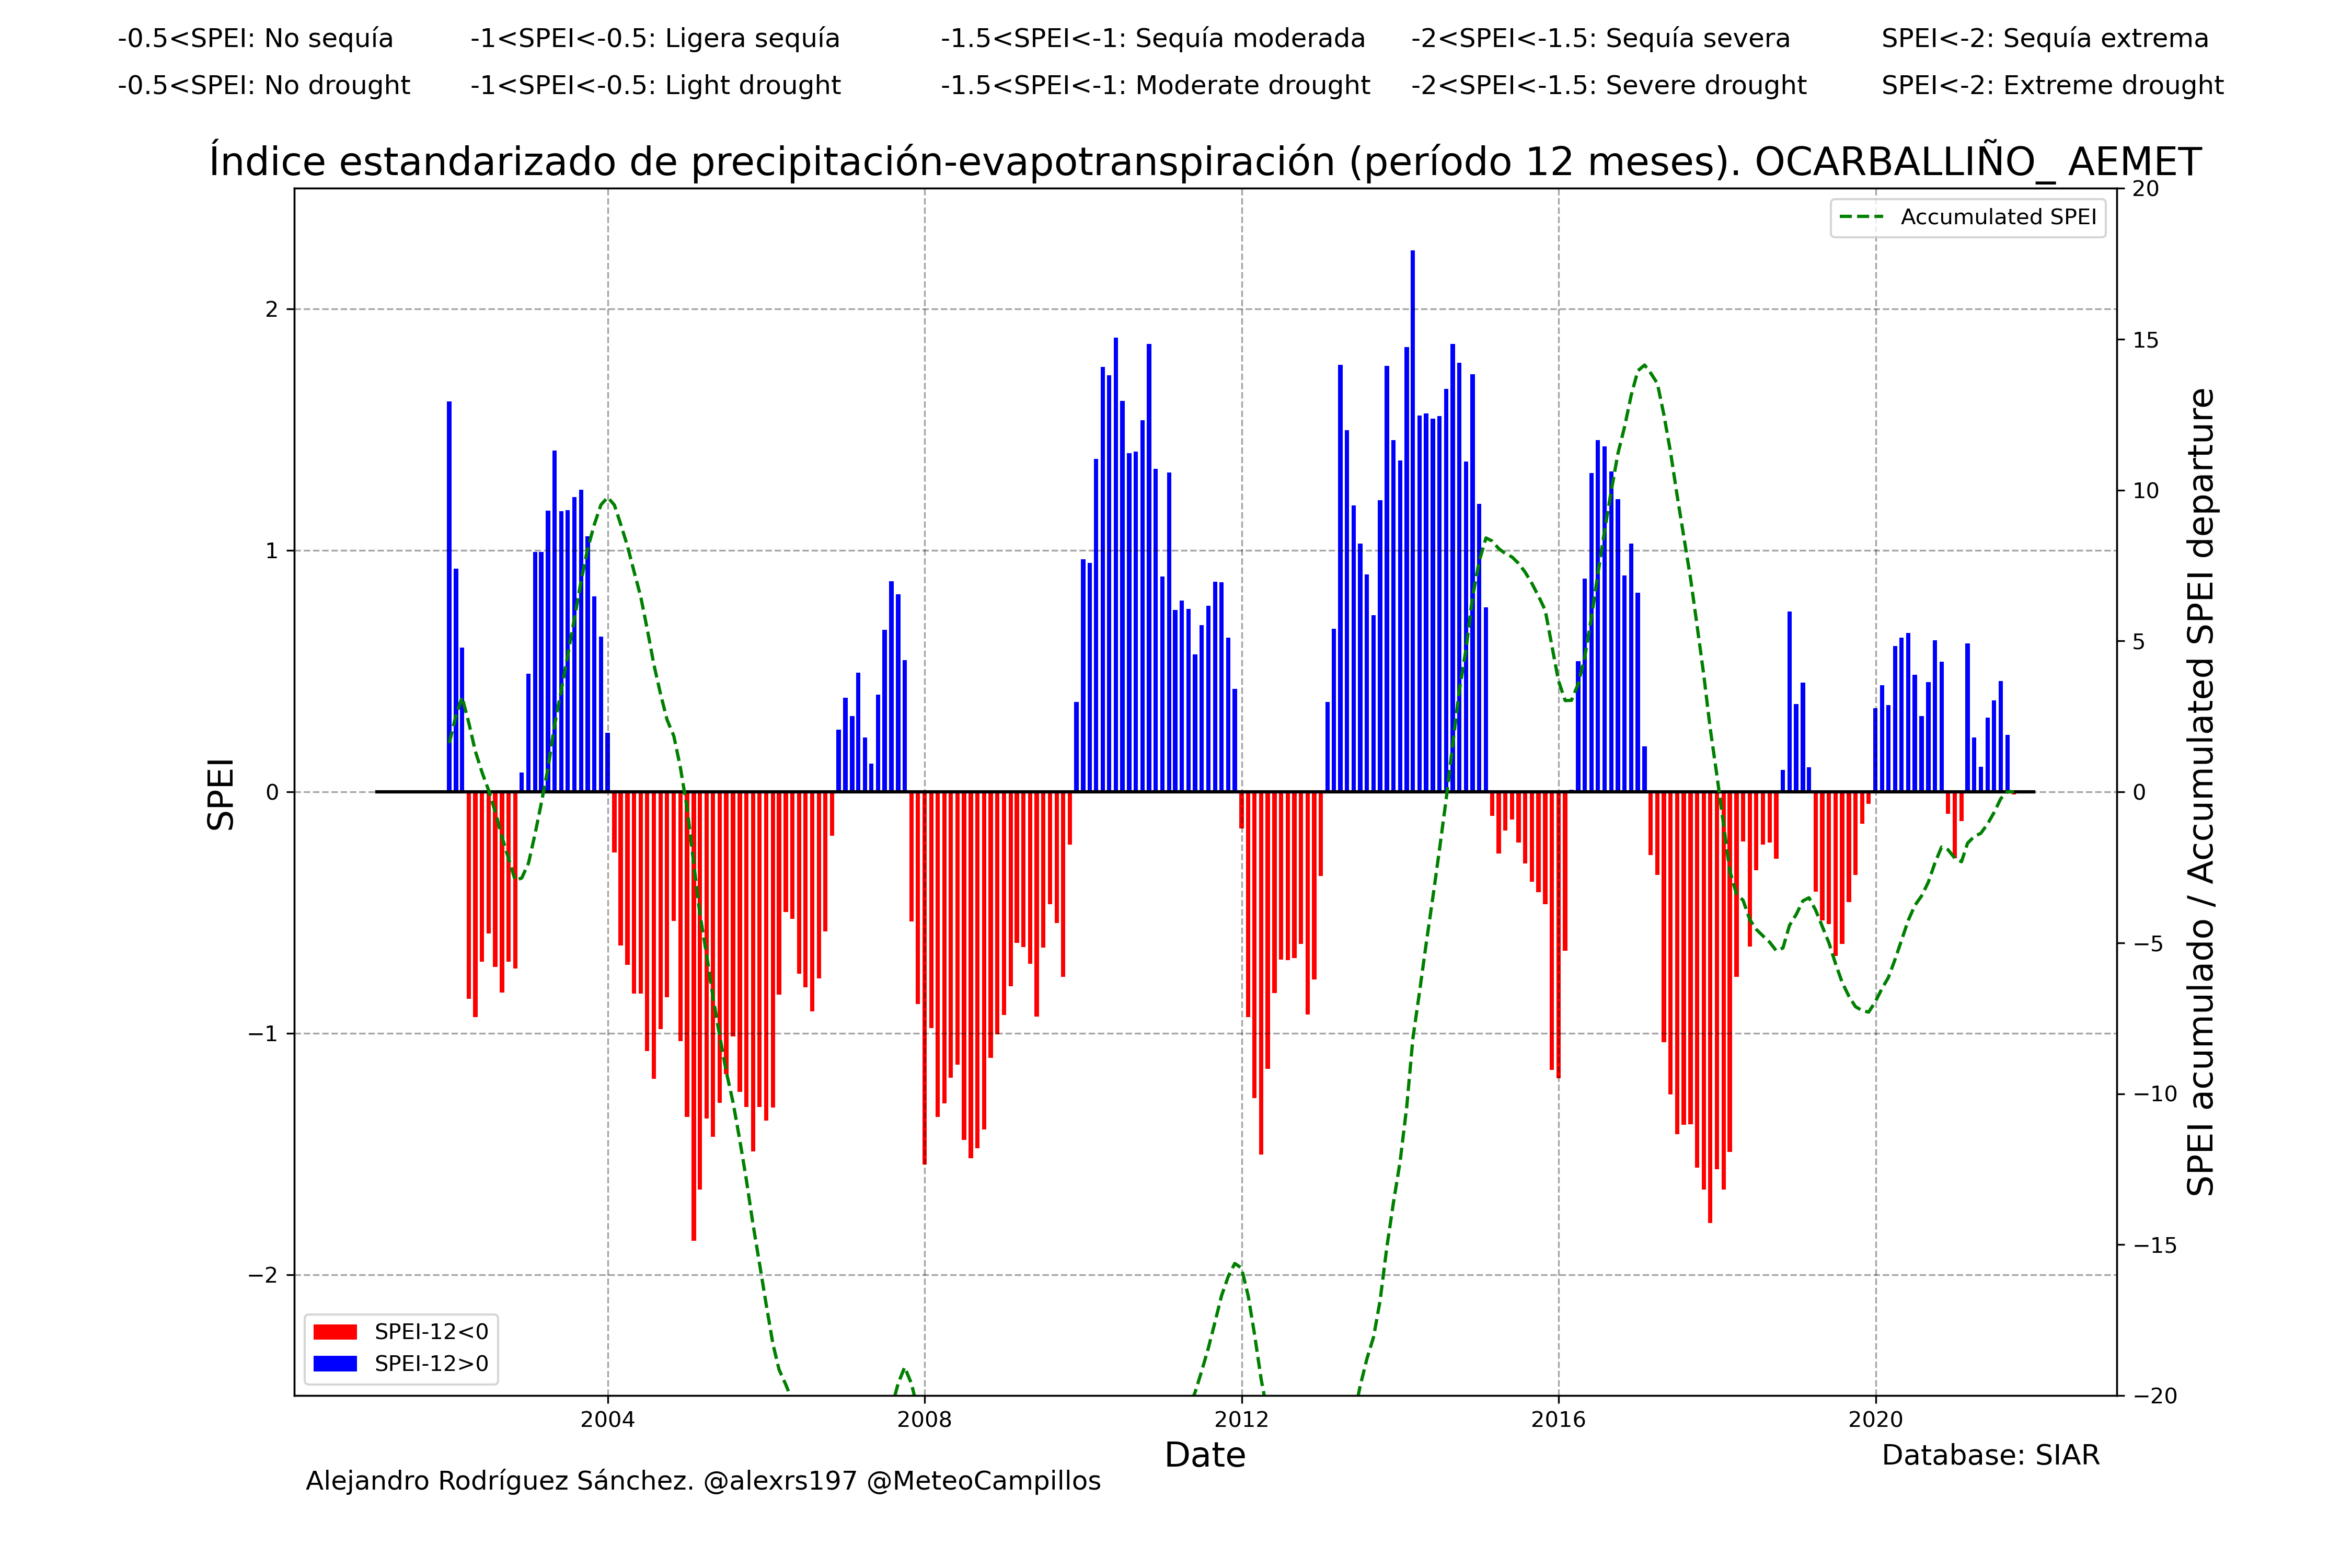 -0.5<SPEI: No sequía -1<SPEI<-0.5: Ligera sequía -1.5<SPEI<-1: Sequía moderada -2<SPEI<-1.5: Sequía severa SPEI<-2: Sequía extrema
-0.5<SPEI: No drought -1<SPEI<-0.5: Light drought -1.5<SPEI<-1: Moderate drought -2<SPEI<-1.5: Severe drought SPEI<-2: Extreme drought
Índice estandarizado de precipitación-evapotranspiración (período 12 meses). OCARBALLIÑO_ AEMET
Accumulated SPEI
SPEI
2
1
0
−1
−2
20
15
10
5
0
−5
−10
−15
−20
SPEI acumulado / Accumulated SPEI departure
SPEI-12<0
SPEI-12>0
2004 2008 2012 2016 2020
Date
Database: SIAR
Alejandro Rodríguez Sánchez. @alexrs197 @MeteoCampillos